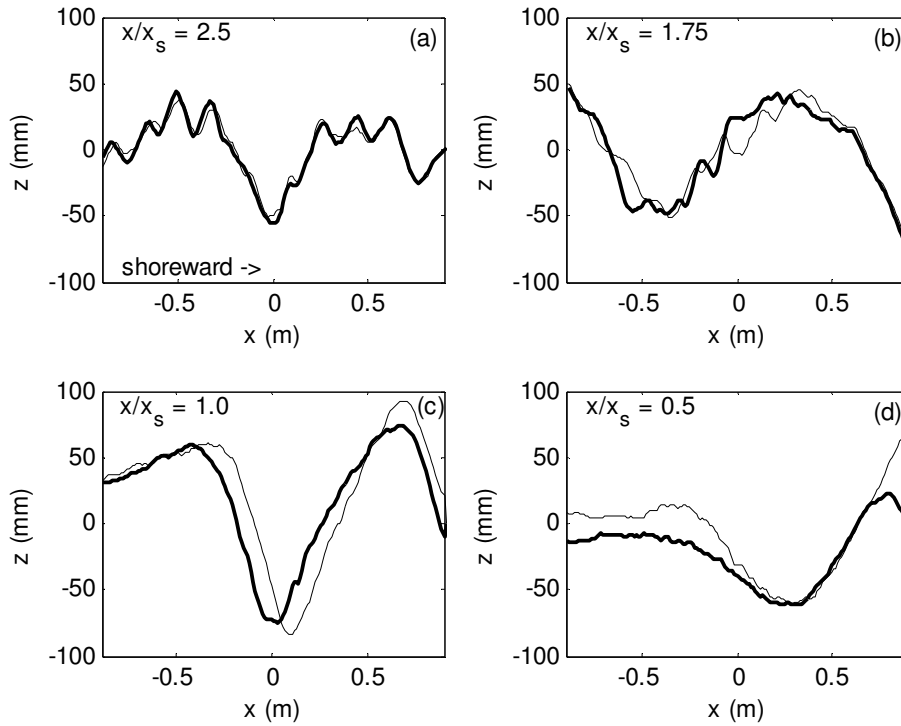 x/x_s = 2.5
(a)
100
50
0
-50
-100
z (mm)
shoreward ->
-0.5
0
0.5
x (m)
x/x_s = 1.75
(b)
100
50
0
-50
-100
z (mm)
-0.5
0
0.5
x (m)
x/x_s = 1.0
(c)
100
50
0
-50
-100
z (mm)
-0.5
0
0.5
x (m)
x/x_s = 0.5
(d)
100
50
0
-50
-100
z (mm)
-0.5
0
0.5
x (m)